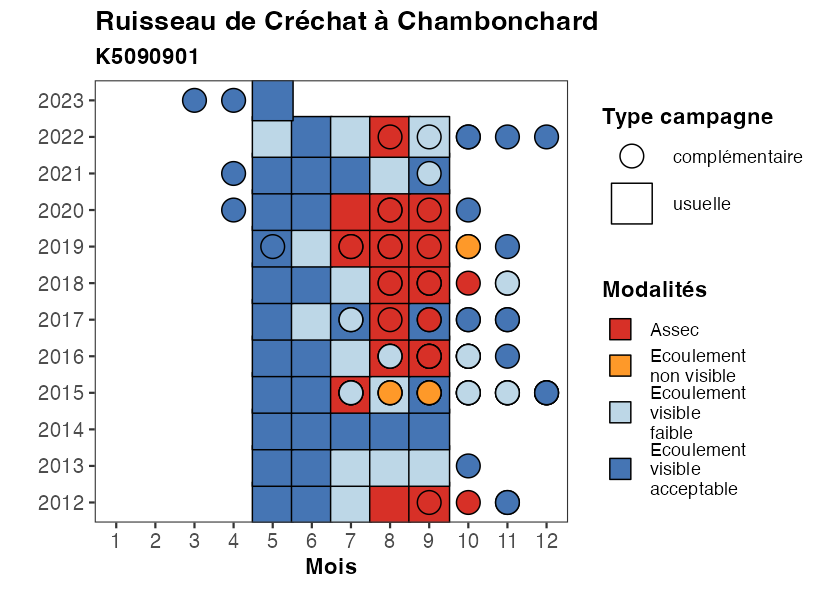 Ruisseau de Créchat à Chambonchard
K5090901
2023
2022
2021
2020
2019
2018
2017
2016
2015
2014
2013
2012
1 2 3 4 5 6 7 8 9 10 11 12
Mois
Type campagne
complémentaire
usuelle
Modalités
Assec
Ecoulement
non visible
Ecoulement
visible
faible
Ecoulement
visible
acceptable